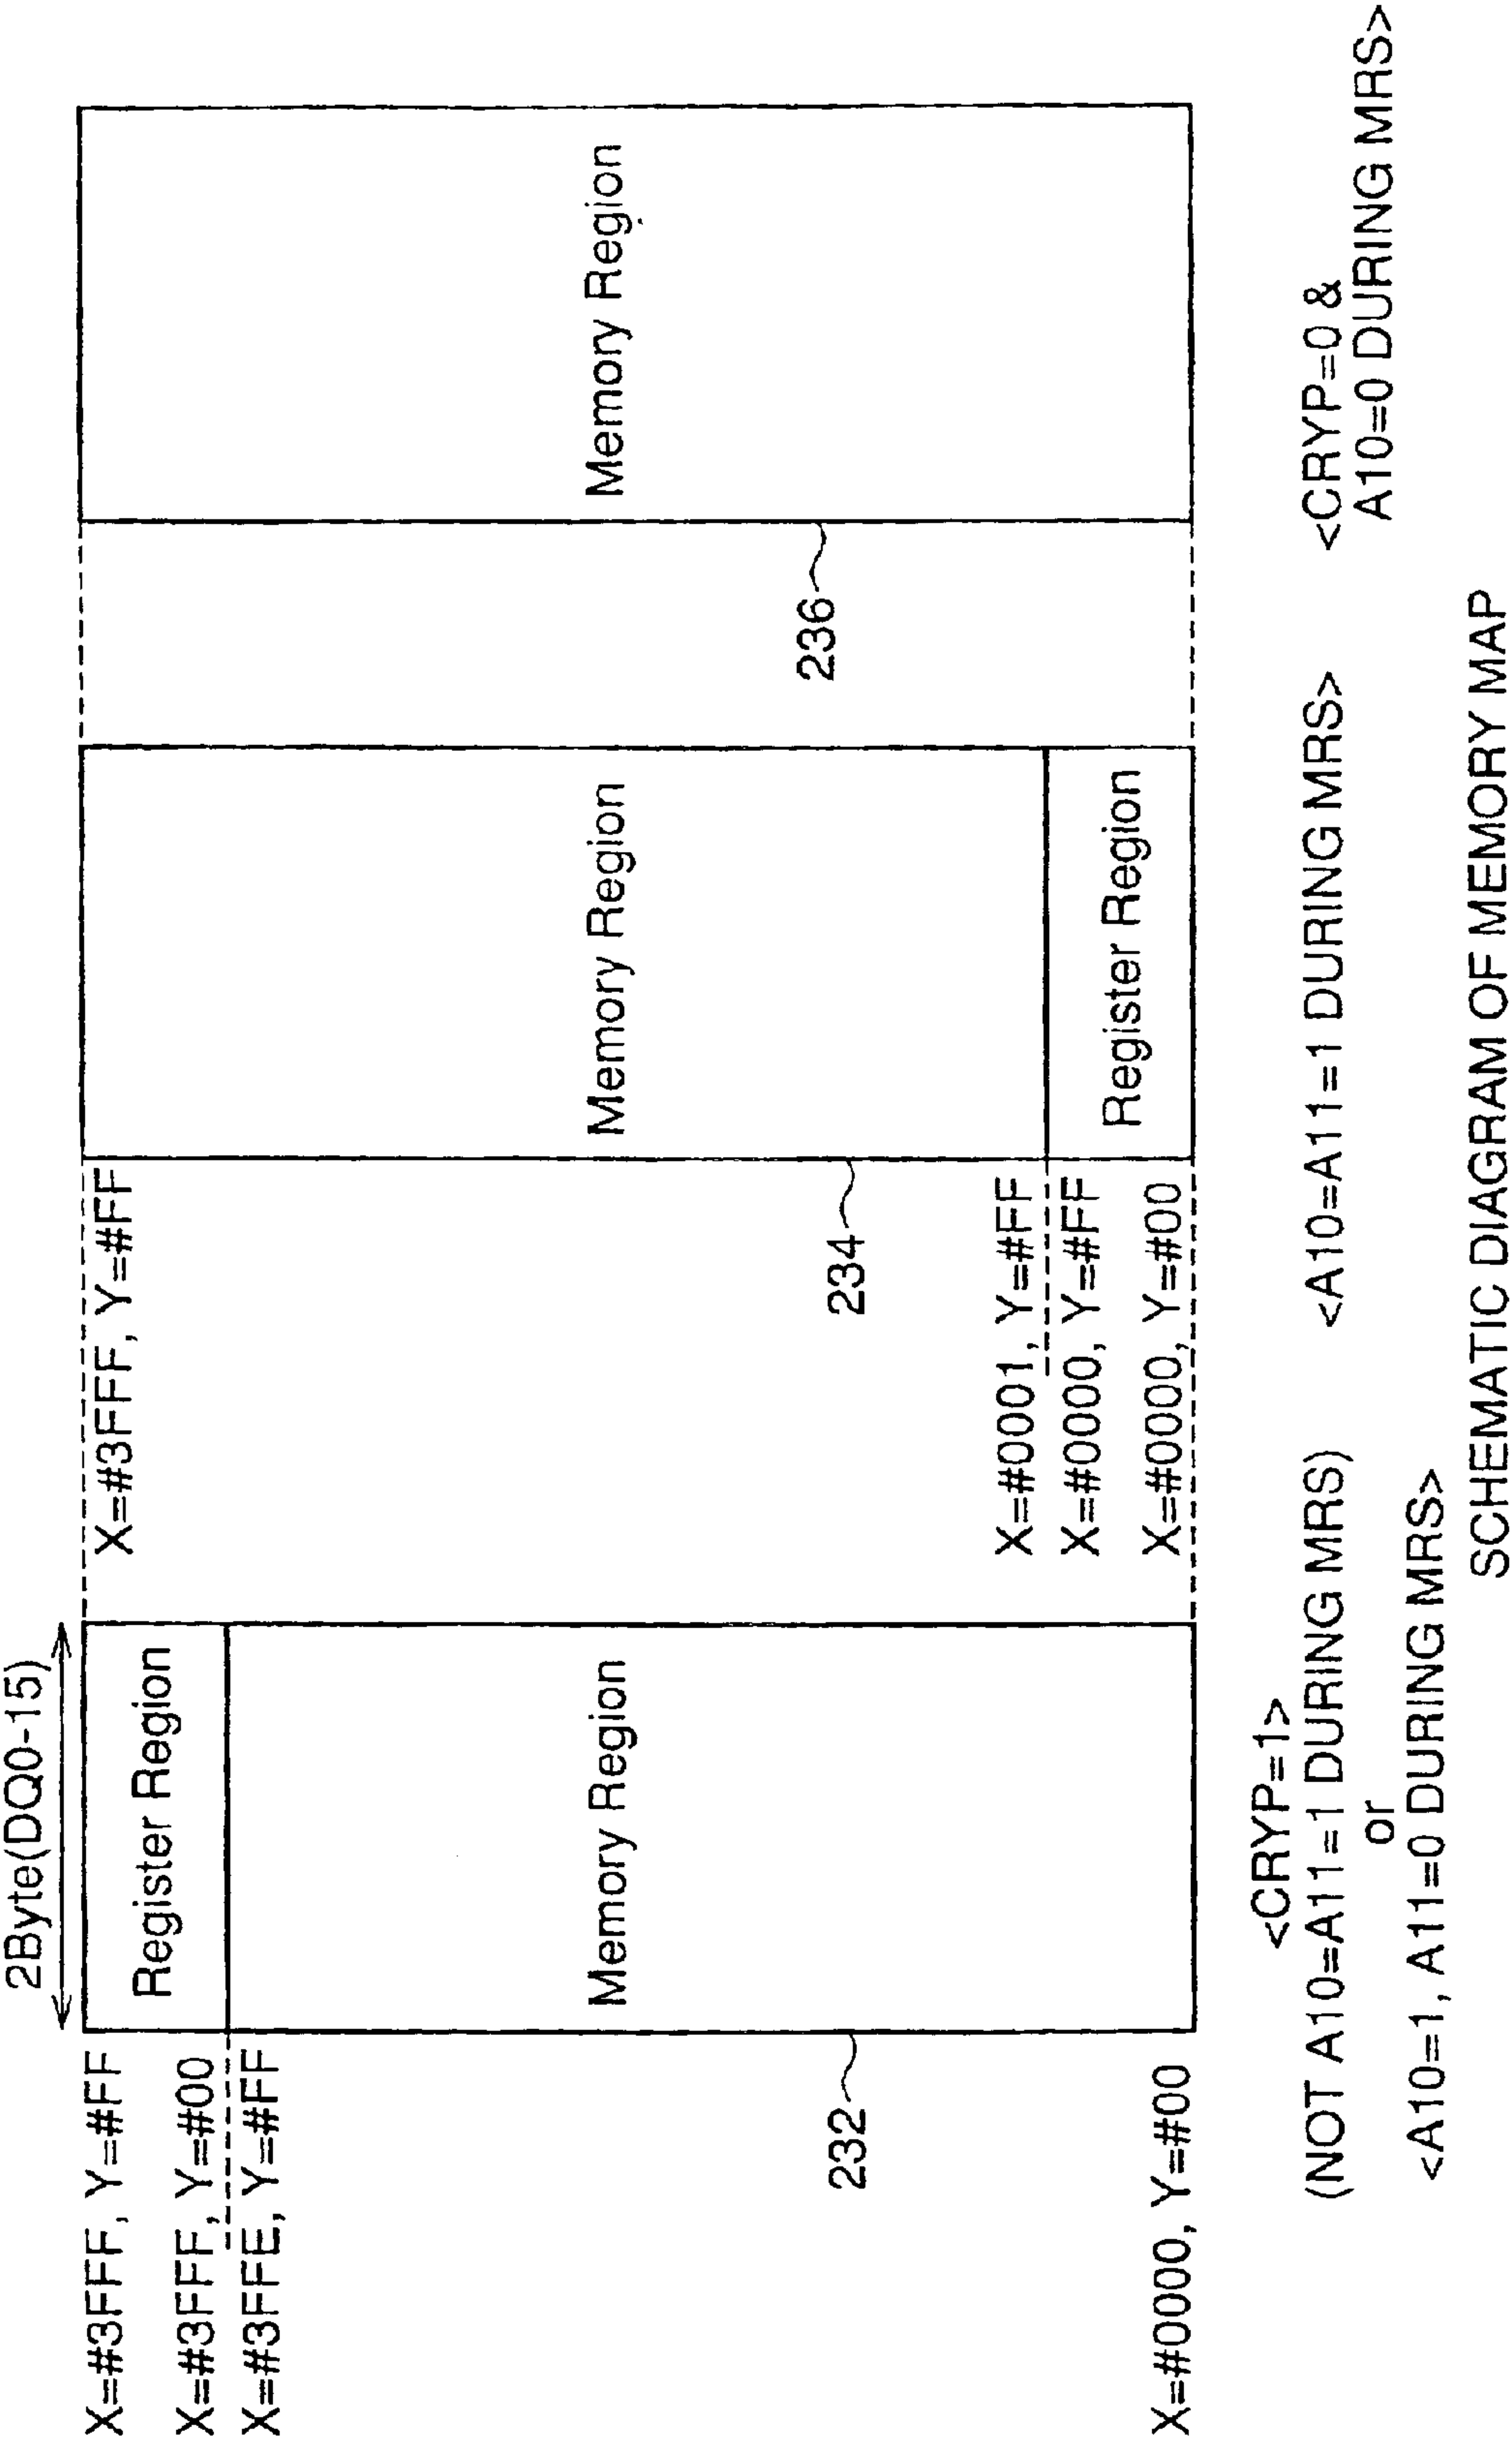 2Byte(DQ0-15)
X=#3FFF, Y=#FF
X=#3FFF, Y=#00
X=#3FFE, Y=#FF
X=#0000, Y=#00
Register Region
Memory Region
232
<CRYP=1>
(NOT A10=A11=1 DURING MRS)
or
<A10=1, A11=0 DURING MRS>
X=#3FFF, Y=#FF
X=#0001, Y=#FF
X=#0000, Y=#FF
X=#0000, Y=#00
Memory Region
Register Region
234
<A10=A11=1 DURING MRS>
Memory Region
236
<CRYP=0 &
A10=0 DURING MRS>
SCHEMATIC DIAGRAM OF MEMORY MAP